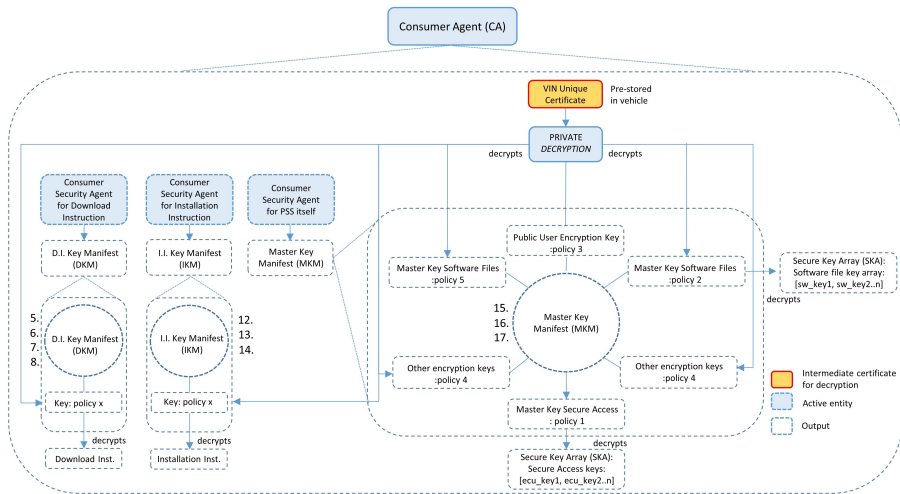 Consumer Agent (CA)
VIN Unique
Certificate
Pre-stored
in vehicle
PRIVATE
DECRYPTION
decrypts
decrypts
Consumer
Security Agent
for Download
Instruction
Consumer
Security Agent
for Installation
Instruction
Consumer
Security Agent
for PSS itself
D.I. Key Manifest
(DKM)
I.I. Key Manifest
(IKM)
Master Key
Manifest (MKM)
Public User Encryption Key
:policy 3
Master Key Software Files
:policy 5
Master Key Software Files
:policy 2
Secure Key Array (SKA):
Software file key array:
[sw_key1, sw_key2..n]
decrypts
5.
6.
7.
8.
D.I. Key Manifest
(DKM)
I.I. Key Manifest
(IKM)
12.
13.
14.
15.
16.
17.
Master Key
Manifest (MKM)
Other encryption keys
:policy 4
Other encryption keys
:policy 4
Key: policy x
Key: policy x
Master Key Secure Access
: policy 1
decrypts
decrypts
decrypts
Download Inst.
Installation Inst.
Secure Key Array (SKA):
Secure Access keys:
[ecu_key1, ecu_key2..n]
Intermediate certificate
for decryption
Active entity
Output